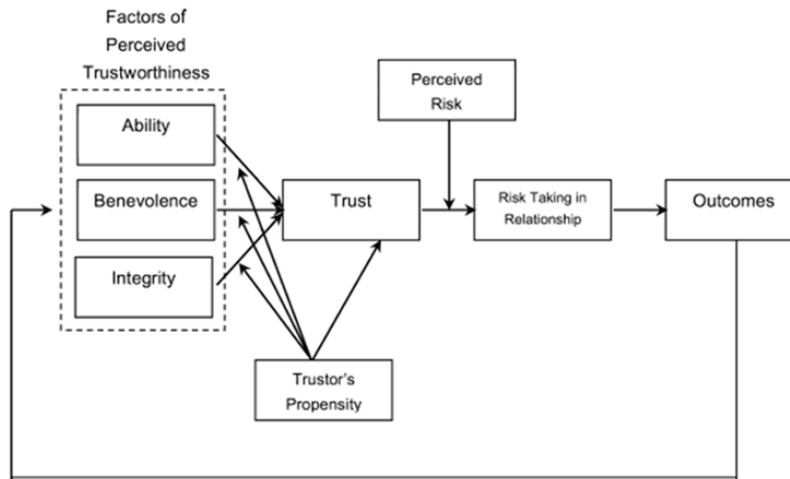 Factors of
Perceived
Trustworthiness
Ability
Benevolence
Integrity
Trust
Perceived
Risk
Risk Taking in
Relationship
Outcomes
Trustor's
Propensity